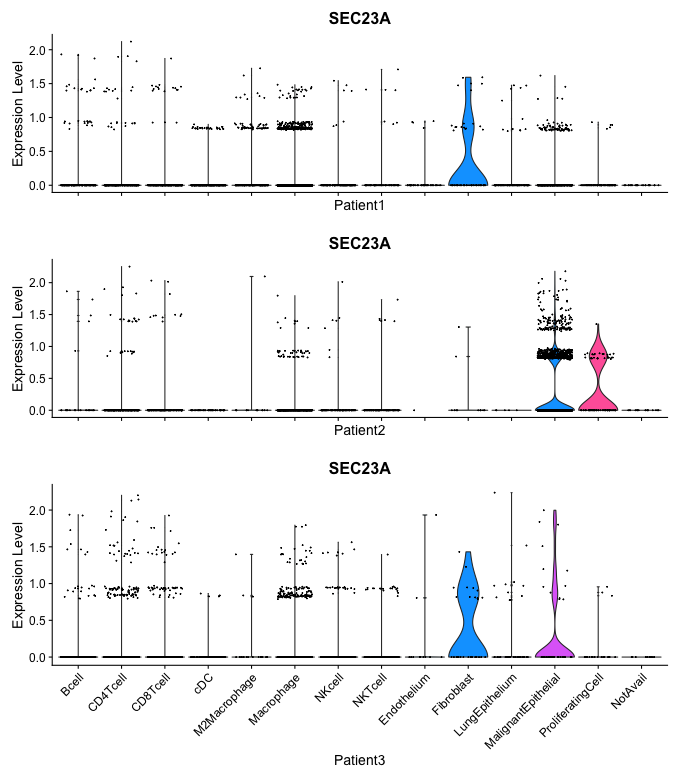 SEC23A
Expression Level
2.0
1.5
1.0
0.5
0.0
Patient1
SEC23A
Expression Level
2.0
1.5
1.0
0.5
0.0
Patient2
SEC23A
Expression Level
2.0
1.5
1.0
0.5
0.0
Bcell
CD4Tcell
CD8Tcell
cDC
M2Macrophage
Macrophage
NKcell
NKTcell
Endothelium
Fibroblast
LungEpithelium
MalignantEpithelial
ProliferatingCell
NotAvail
Patient3